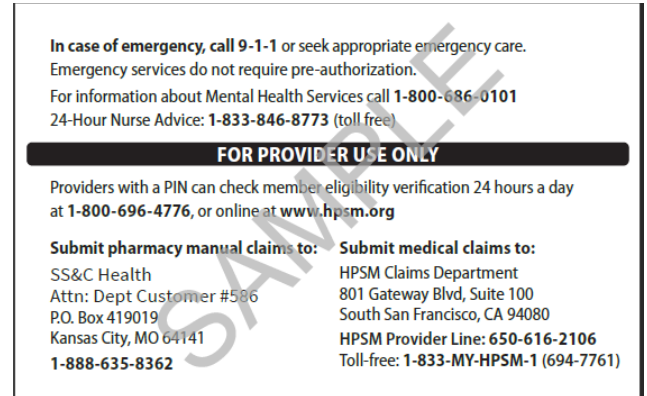 In case of emergency, call 9-1-1 or seek appropriate emergency care.
Emergency services do not require pre-authorization.
For information about Mental Health Services call 1-800-686-0101
24-Hour Nurse Advice: 1-833-846-8773 (toll free)
FOR PROVIDER USE ONLY
Providers with a PIN can check member eligibility verification 24 hours a day
at 1-800-696-4776, or online at www.hpsm.org
Submit pharmacy manual claims to:
SS&C Health
Attn: Dept Customer #586
P.O. Box 419019
Kansas City, MO 64141
1-888-635-8362
Submit medical claims to:
HPSM Claims Department
801 Gateway Blvd, Suite 100
South San Francisco, CA 94080
HPSM Provider Line: 650-616-2106
Toll-free: 1-833-MY-HPSM-1 (694-7761)
SAMPLE